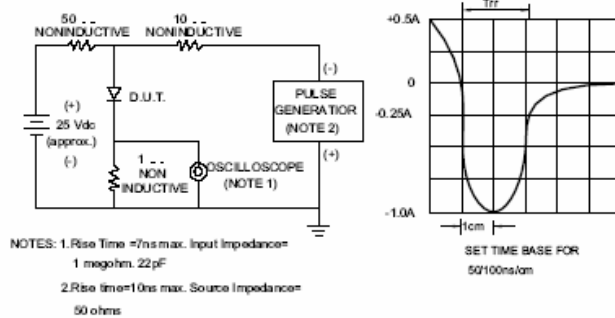 50 --
NONINDUCTIVE
10 --
NONINDUCTIVE
(+)
25 Vdc
(approx.)
(-)
D.U.T.
1 --
NON
INDUCTIVE
OSCILLOSCOPE
(NOTE 1)
(-)
PULSE
GENERATIOR
(NOTE 2)
(+)
Trr
+0.5A
0
-0.25A
-1.0A
1cm
SET TIME BASE FOR
50/100ns/cm
NOTES: 1.Rise Time =7ns max. Input Impedance=
1 megohm. 22pF
2.Rise time=10ns max. Source Impedance=
50 ohms